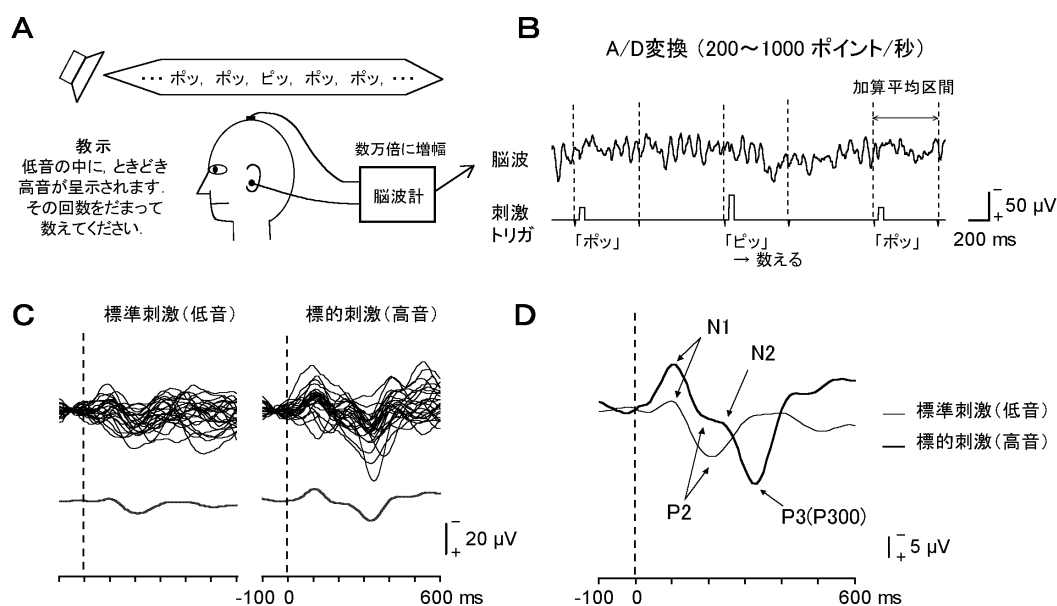 A
… ポッ, ポッ, ピッ, ポッ, ポッ, …
教示
低音の中に, ときどき
高音が呈示されます.
その回数をだまって
数えてください.
数万倍に増幅
脳波計
B
A/D変換 (200～1000 ポイント/秒)
加算平均区間
脳波
刺激
トリガ
「ポッ」
「ピッ」
→ 数える
「ポッ」
−
+
50 μV
200 ms
C
標準刺激(低音)
標的刺激(高音)
−
+
20 μV
-100 0
600 ms
D
N1
N2
P2
P3(P300)
標準刺激(低音)
標的刺激(高音)
−
+
5 μV
-100
0
600 ms